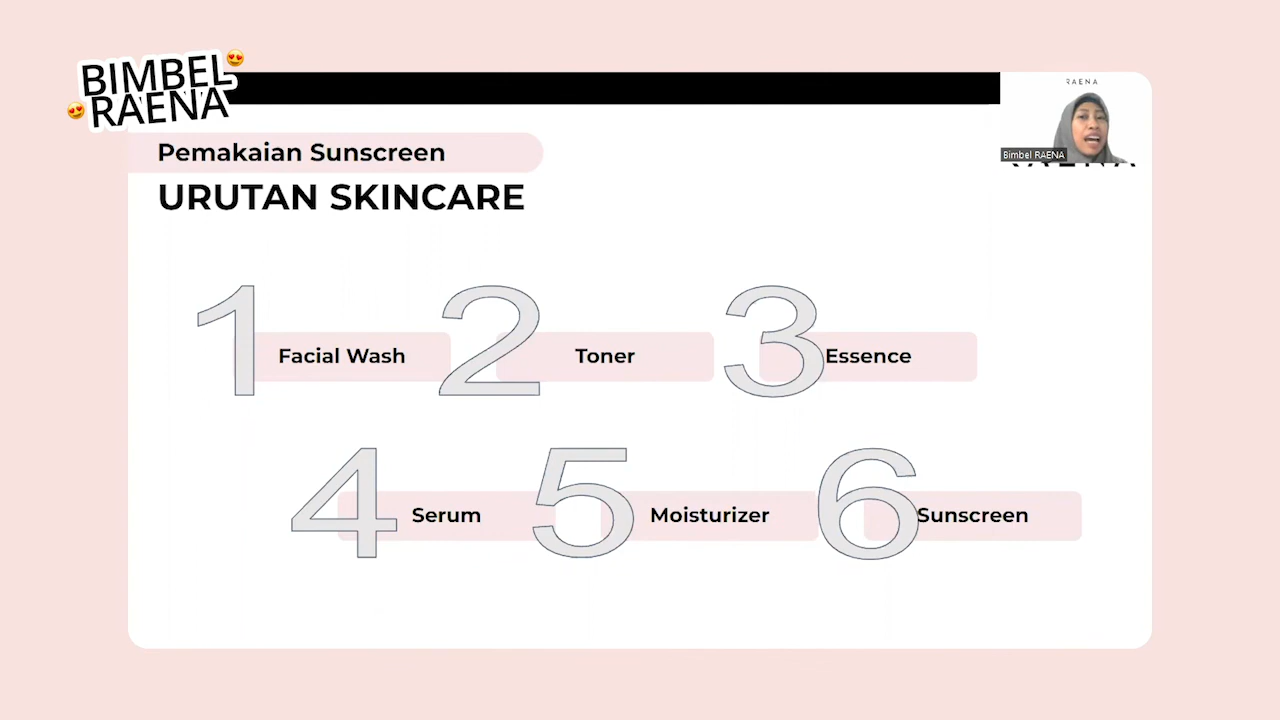 BIMBEL
RAENA
RAENA
Bimbel RAENA
Pemakaian Sunscreen
URUTAN SKINCARE
1 Facial Wash
2 Toner
3 Essence
4 Serum
5 Moisturizer
6 Sunscreen